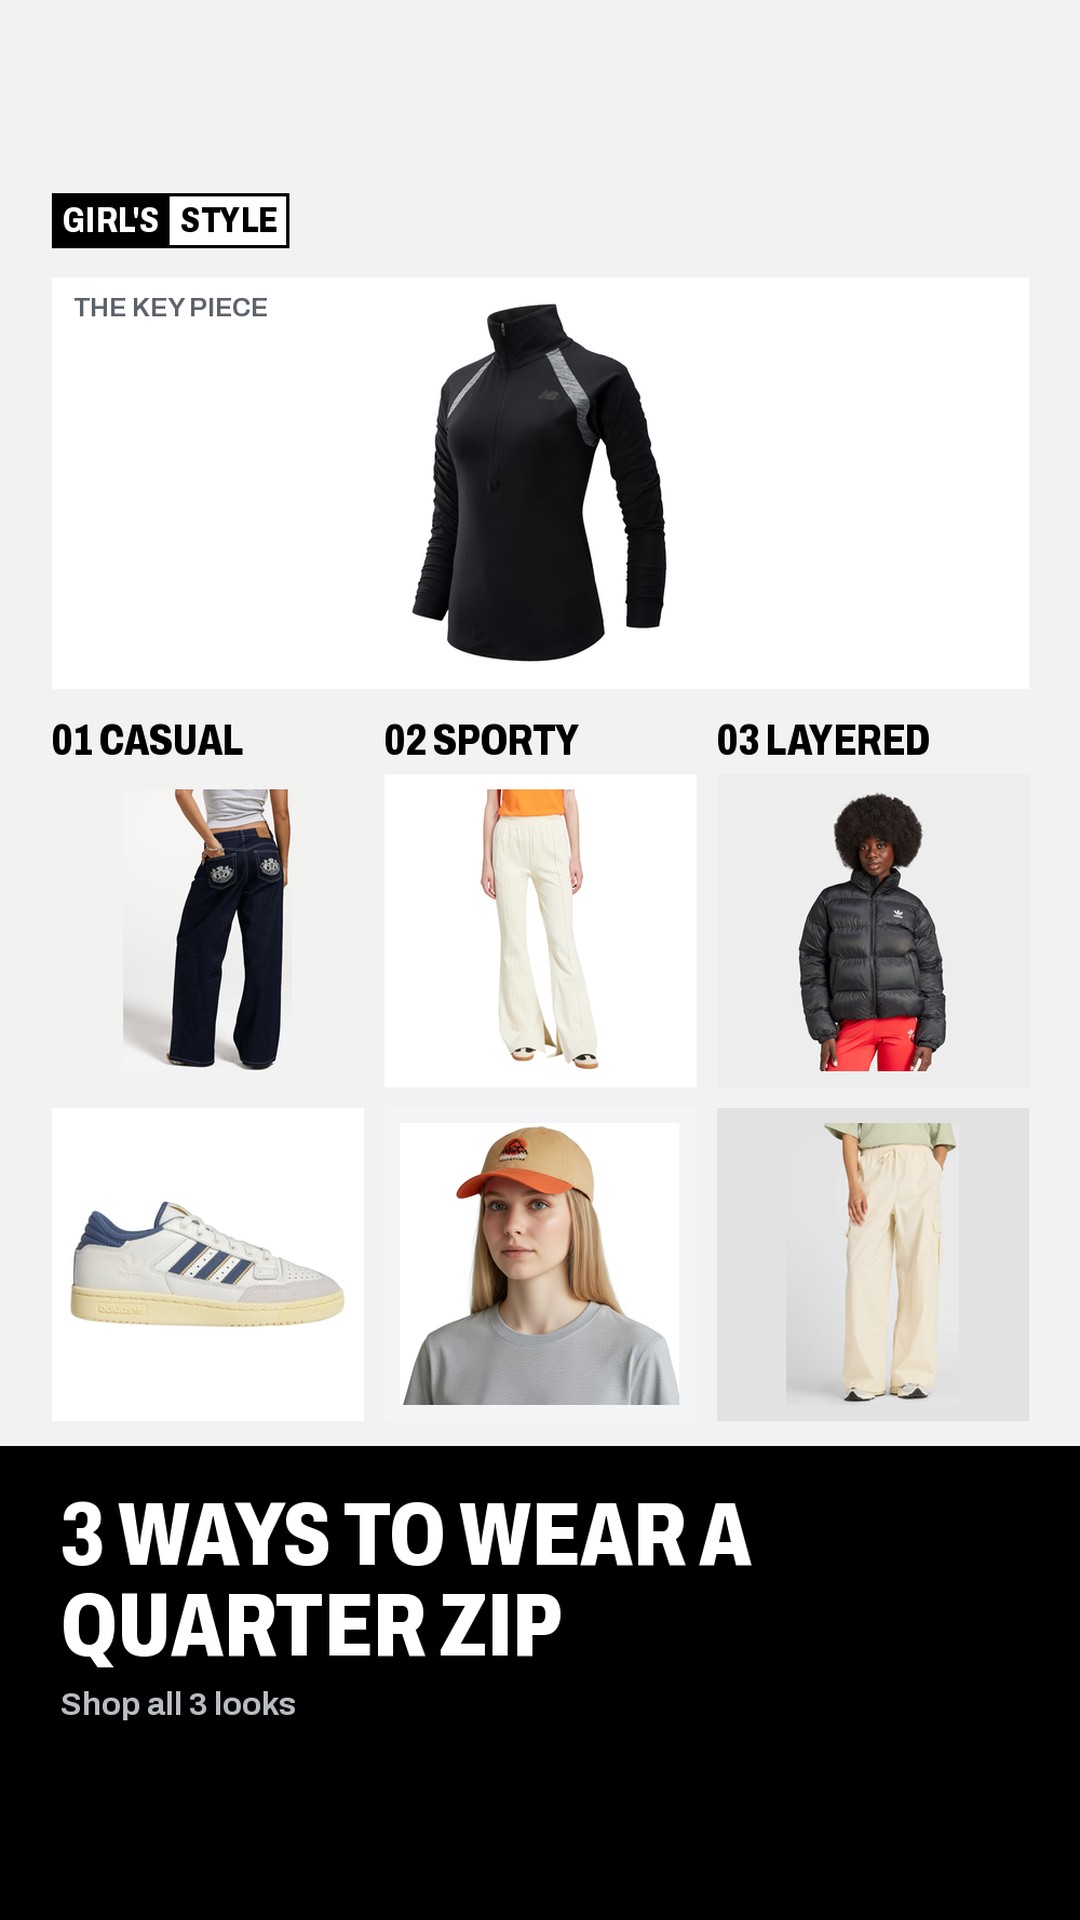 GIRL'S STYLE
THE KEY PIECE
01 CASUAL
02 SPORTY
03 LAYERED
adidas
3 WAYS TO WEAR A
QUARTER ZIP
Shop all 3 looks